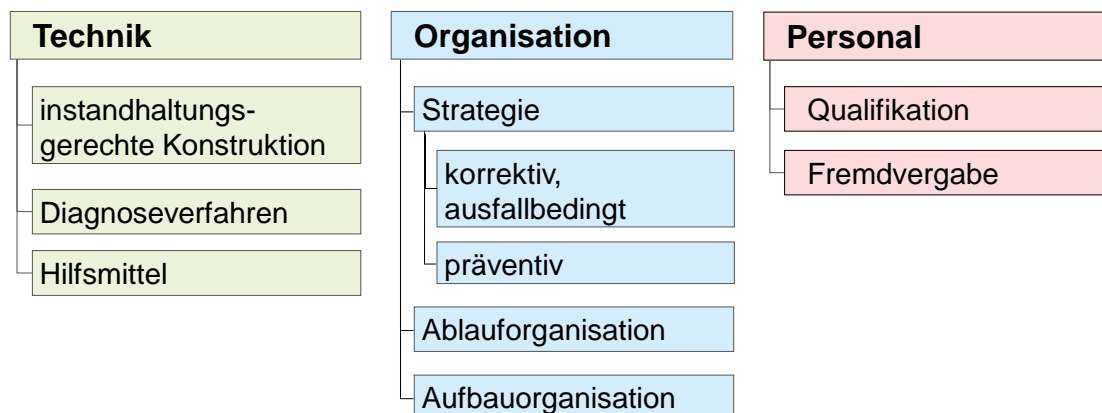 Technik
instandhaltungs-
gerechte Konstruktion
Diagnoseverfahren
Hilfsmittel
Organisation
Strategie
korrektiv,
ausfallbedingt
präventiv
Ablauforganisation
Aufbauorganisation
Personal
Qualifikation
Fremdvergabe